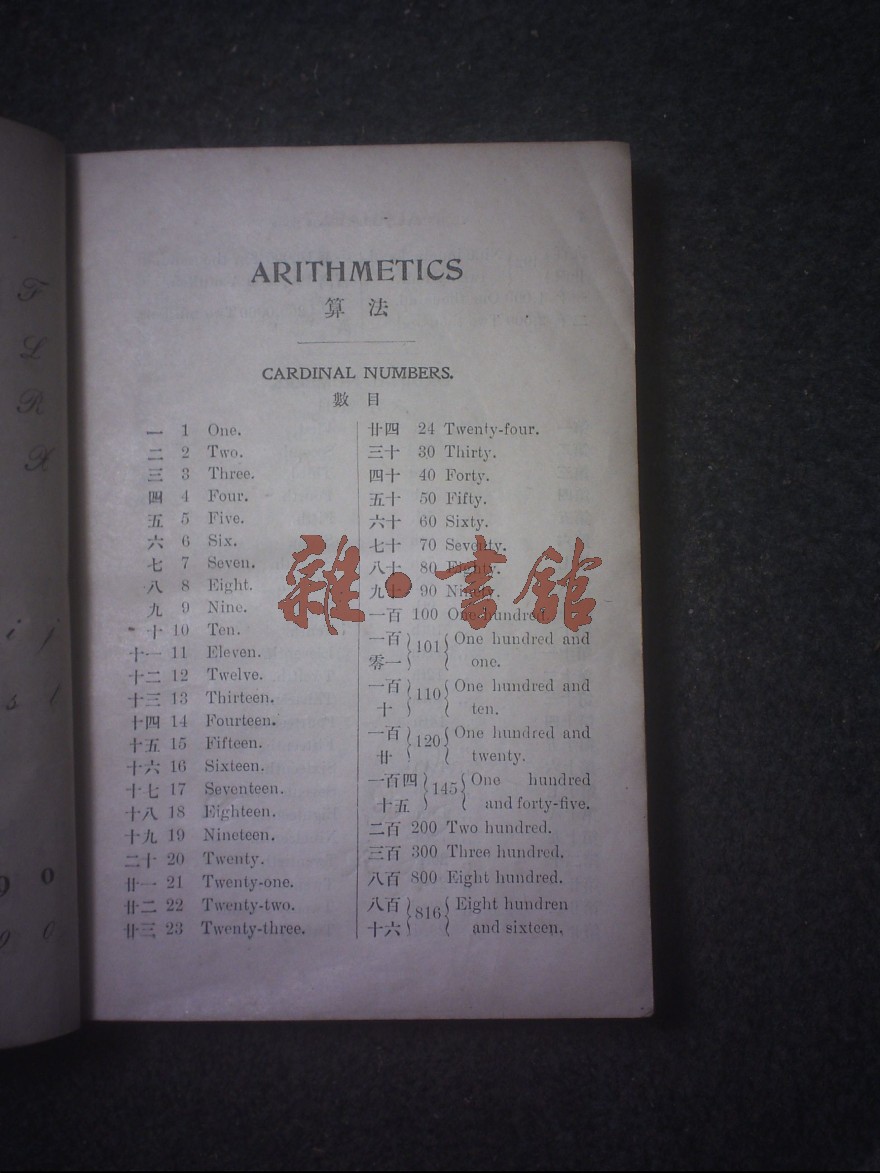 ARITHMETICS
算法
CARDINAL NUMBERS.
數目
一 1 One.
二 2 Two.
三 3 Three.
四 4 Four.
五 5 Five.
六 6 Six.
七 7 Seven.
八 8 Eight.
九 9 Nine.
十 10 Ten.
十一 11 Eleven.
十二 12 Twelve.
十三 13 Thirteen.
十四 14 Fourteen.
十五 15 Fifteen.
十六 16 Sixteen.
十七 17 Seventeen.
十八 18 Eighteen.
十九 19 Nineteen.
二十 20 Twenty.
廿一 21 Twenty-one.
廿二 22 Twenty-two.
廿三 23 Twenty-three.
廿四 24 Twenty-four.
三十 30 Thirty.
四十 40 Forty.
五十 50 Fifty.
六十 60 Sixty.
七十 70 Seventy.
八十 80 Eighty.
九十 90 Ninety.
一百 100 One hundred.
一百 101 One hundred and
零一 one.
一百 110 One hundred and
十 ten.
一百 120 One hundred and
廿 twenty.
一百四 145 One hundred
十五 and forty-five.
二百 200 Two hundred.
三百 300 Three hundred.
八百 800 Eight hundred.
八百 816 Eight hundren
十六 and sixteen.
雜·書館
F
L
R
X
i j
s t
9 0
9 0